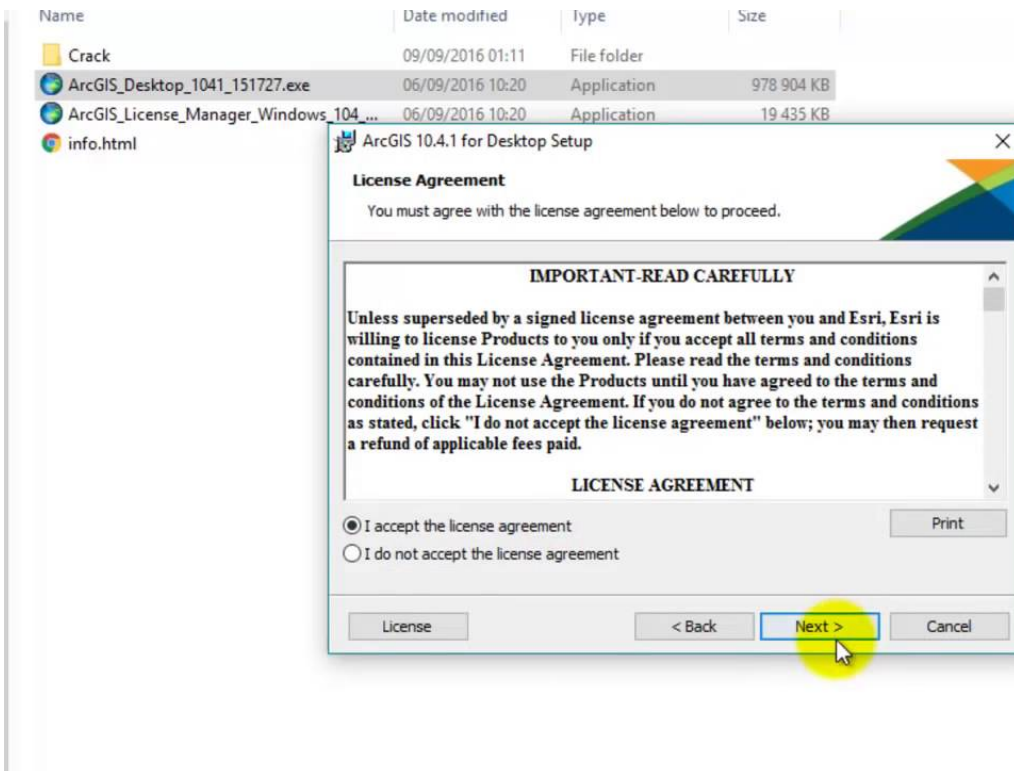 Name Date modified Type Size
Crack 09/09/2016 01:11 File folder
ArcGIS_Desktop_1041_151727.exe 06/09/2016 10:20 Application 978 904 KB
ArcGIS_License_Manager_Windows_104_... 06/09/2016 10:20 Application 19 435 KB
info.html
ArcGIS 10.4.1 for Desktop Setup
License Agreement
You must agree with the license agreement below to proceed.
IMPORTANT-READ CAREFULLY
Unless superseded by a signed license agreement between you and Esri, Esri is
willing to license Products to you only if you accept all terms and conditions
contained in this License Agreement. Please read the terms and conditions
carefully. You may not use the Products until you have agreed to the terms and
conditions of the License Agreement. If you do not agree to the terms and conditions
as stated, click "I do not accept the license agreement" below; you may then request
a refund of applicable fees paid.
LICENSE AGREEMENT
I accept the license agreement
Print
I do not accept the license agreement
License < Back Next > Cancel